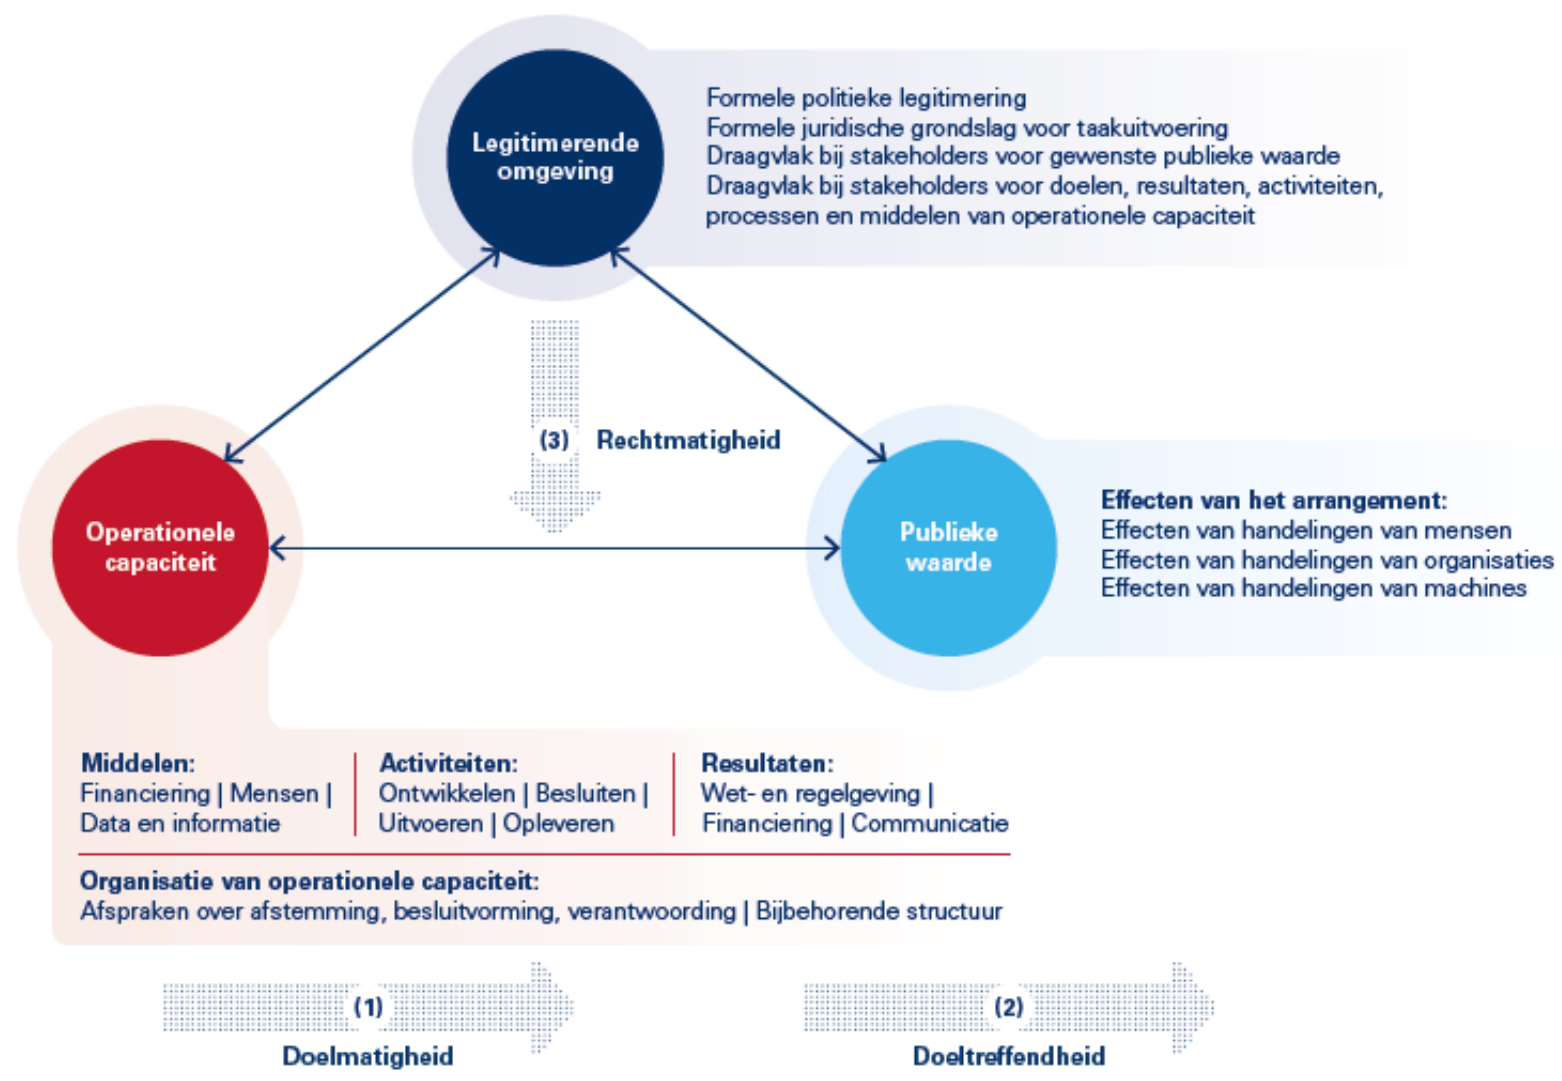 Legitimerende
omgeving
Formele politieke legitimering
Formele juridische grondslag voor taakuitvoering
Draagvlak bij stakeholders voor gewenste publieke waarde
Draagvlak bij stakeholders voor doelen, resultaten, activiteiten,
processen en middelen van operationele capaciteit
(3) Rechtmatigheid
Operationele
capaciteit
Publieke
waarde
Effecten van het arrangement:
Effecten van handelingen van mensen
Effecten van handelingen van organisaties
Effecten van handelingen van machines
Middelen:
Financiering | Mensen |
Data en informatie
Activiteiten:
Ontwikkelen | Besluiten |
Uitvoeren | Opleveren
Resultaten:
Wet- en regelgeving |
Financiering | Communicatie
Organisatie van operationele capaciteit:
Afspraken over afstemming, besluitvorming, verantwoording | Bijbehorende structuur
(1)
Doelmatigheid
(2)
Doeltreffendheid